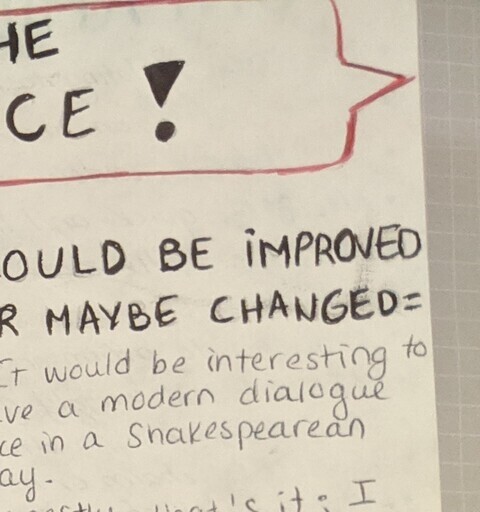 HE
CE !
OULD BE iMPROVED
R MAYBE CHANGED=
It would be interesting to
ve a modern dialogue
ce in a Shakespearean
ay.
that's it: I